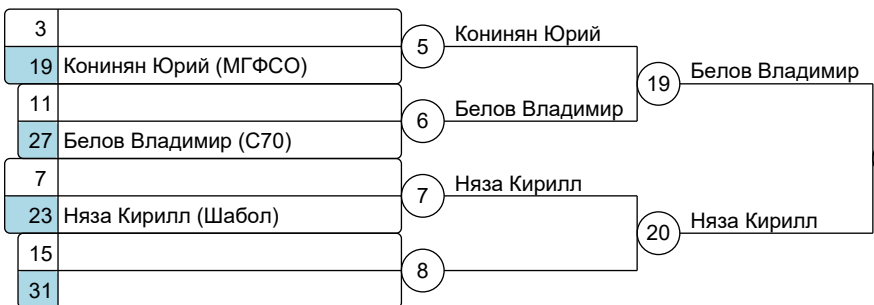 3
19 Конинян Юрий (МГФСО)
11
27 Белов Владимир (С70)
7
23 Няза Кирилл (Шабол)
15
31
5 Конинян Юрий
6 Белов Владимир
7 Няза Кирилл
8
19 Белов Владимир
20 Няза Кирилл